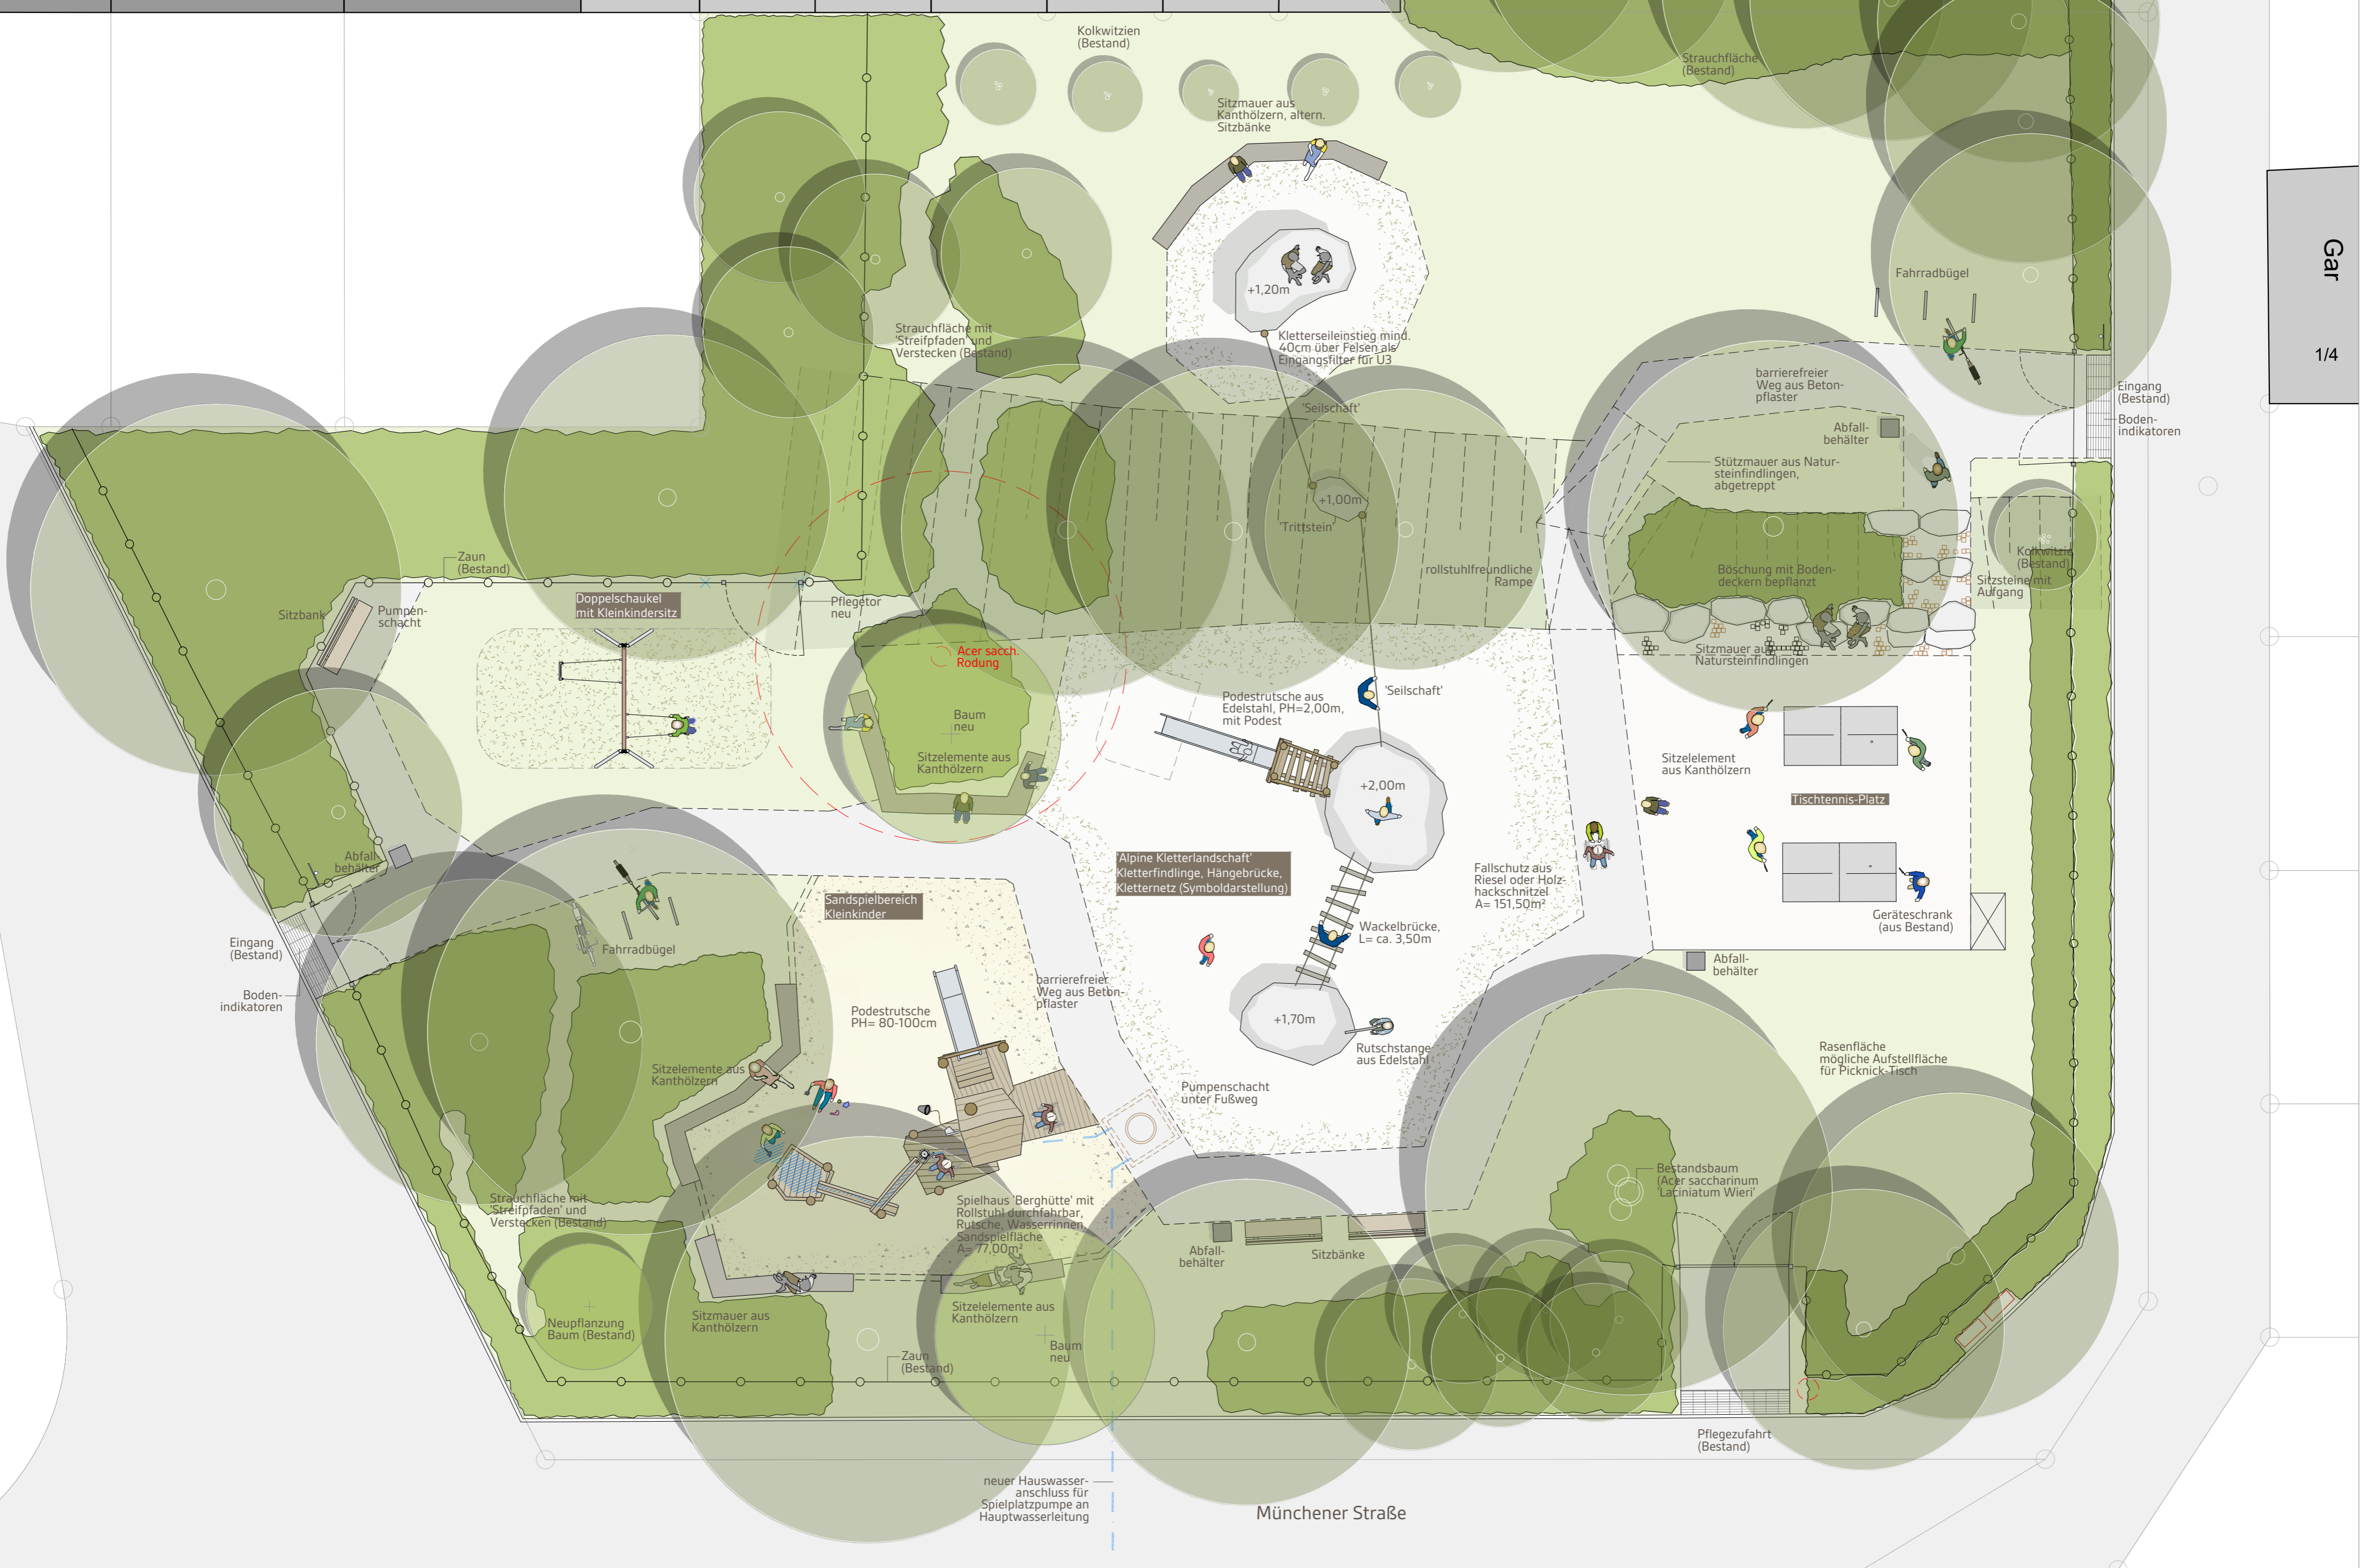 Kolkwitzien
(Bestand)
Strauchfläche
(Bestand)
Sitzmauer aus
Kanthölzern, altern.
Sitzbänke
Gar
1/4
Fahrradbügel
+1,20m
Kletterseileinstieg mind.
40cm über Felsen als
Eingangsfilter für U3
Strauchfläche mit
'Streifpfaden' und
Verstecken (Bestand)
barrierefreier
Weg aus Beton-
pflaster
Eingang
(Bestand)
Boden-
indikatoren
'Seilschaft'
Abfall-
behälter
Stützmauer aus Natur-
steinfindlingen,
abgetreppt
+1,00m
'Trittstein'
Zaun
(Bestand)
rollstuhlfreundliche
Rampe
Böschung mit Boden-
deckern bepflanzt
Kolkwitzie
(Bestand)
Sitzsteine mit
Aufgang
Sitzbank
Pumpen-
schacht
Doppelschaukel
mit Kleinkindersitz
Pflegetor
neu
Acer sacch.
Rodung
Sitzmauer aus
Natursteinfindlingen
Podestrutsche aus
Edelstahl, PH=2,00m,
mit Podest
'Seilschaft'
Baum
neu
Sitzelemente aus
Kanthölzern
+2,00m
Sitzelelement
aus Kanthölzern
Tischtennis-Platz
Abfall-
behälter
'Alpine Kletterlandschaft'
Kletterfindlinge, Hängebrücke,
Kletternetz (Symboldarstellung)
Fallschutz aus
Riesel oder Holz-
hackschnitzel
A= 151,50m²
Sandspielbereich
Kleinkinder
Geräteschrank
(aus Bestand)
Wackelbrücke,
L= ca. 3,50m
Eingang
(Bestand)
Fahrradbügel
Abfall-
behälter
Boden-
indikatoren
barrierefreier
Weg aus Beton-
pflaster
Podestrutsche
PH= 80-100cm
+1,70m
Rutschstange
aus Edelstahl
Rasenfläche
mögliche Aufstellfläche
für Picknick-Tisch
Sitzelemente aus
Kanthölzern
Pumpenschacht
unter Fußweg
Bestandsbaum
(Acer saccharinum
'Laciniatum Wieri'
Strauchfläche mit
'Streifpfaden' und
Verstecken (Bestand)
Spielhaus 'Berghütte' mit
Rollstuhl durchfahrbar,
Rutsche, Wasserrinnen,
Sandspielfläche
A= 77,00m²
Abfall-
behälter
Sitzbänke
Neupflanzung
Baum (Bestand)
Sitzmauer aus
Kanthölzern
Sitzelelemente aus
Kanthölzern
Baum
neu
Zaun
(Bestand)
Pflegezufahrt
(Bestand)
neuer Hauswasser-
anschluss für
Spielplatzpumpe an
Hauptwasserleitung
Münchener Straße